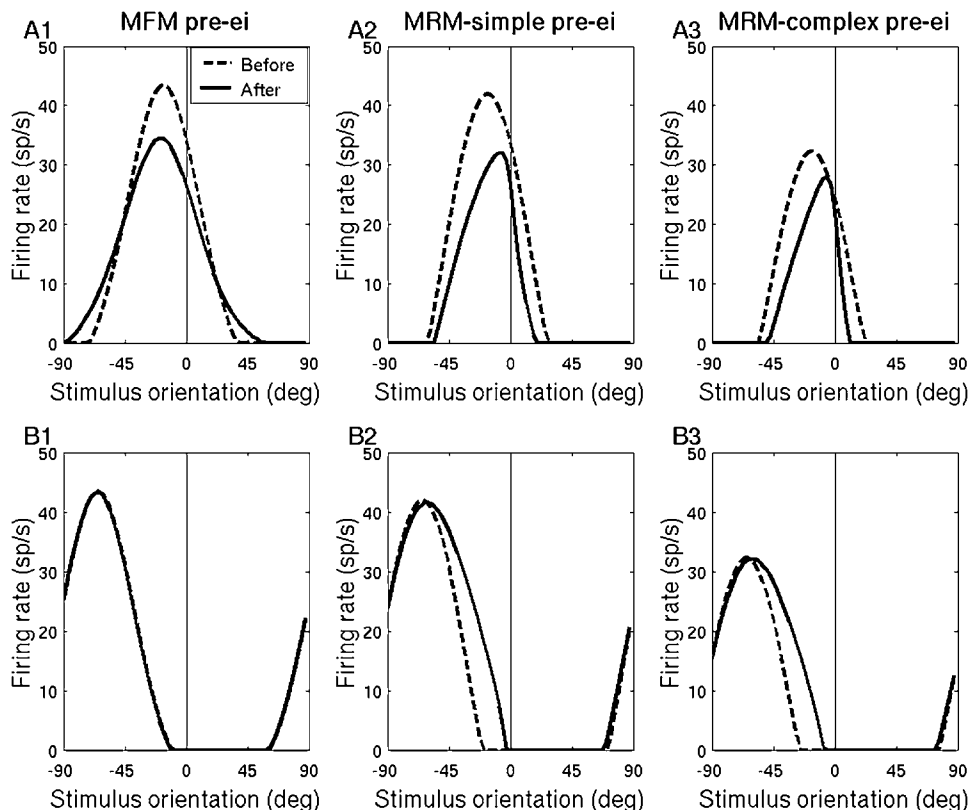 MFM pre-ei
MRM-simple pre-ei
MRM-complex pre-ei
A1
A2
A3
Before
After
50
40
30
20
10
0
Firing rate (sp/s)
-90 -45 0 45 90
Stimulus orientation (deg)
50
40
30
20
10
0
Firing rate (sp/s)
-90 -45 0 45 90
Stimulus orientation (deg)
50
40
30
20
10
0
Firing rate (sp/s)
-90 -45 0 45 90
Stimulus orientation (deg)
B1
B2
B3
50
40
30
20
10
0
Firing rate (sp/s)
-90 -45 0 45 90
Stimulus orientation (deg)
50
40
30
20
10
0
Firing rate (sp/s)
-90 -45 0 45 90
Stimulus orientation (deg)
50
40
30
20
10
0
Firing rate (sp/s)
-90 -45 0 45 90
Stimulus orientation (deg)